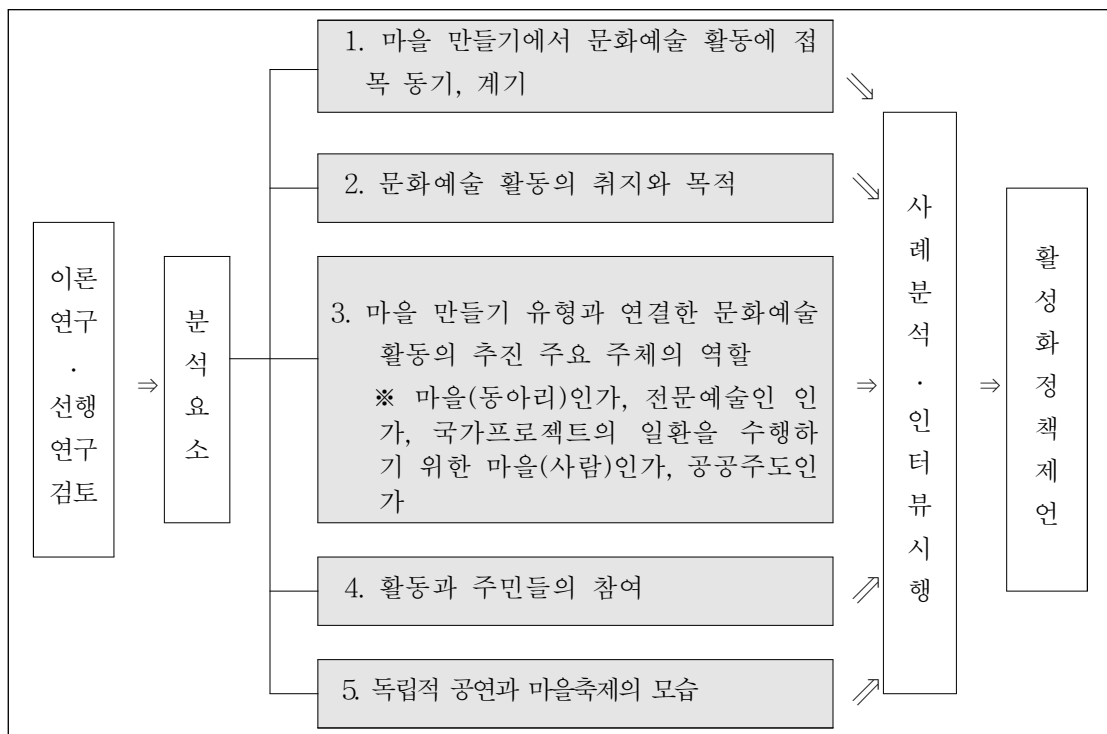 이론
연구
·
선행
연구
검토
⇒
분
석
요
소
1. 마을 만들기에서 문화예술 활동에 접
목 동기, 계기
2. 문화예술 활동의 취지와 목적
3. 마을 만들기 유형과 연결한 문화예술
활동의 추진 주요 주체의 역할
※ 마을(동아리)인가, 전문예술인 인
가, 국가프로젝트의 일환을 수행하
기 위한 마을(사람)인가, 공공주도인
가
4. 활동과 주민들의 참여
5. 독립적 공연과 마을축제의 모습
⇘
⇘
⇒
⇗
⇗
사
례
분
석
·
인
터
뷰
시
행
⇒
활
성
화
정
책
제
언